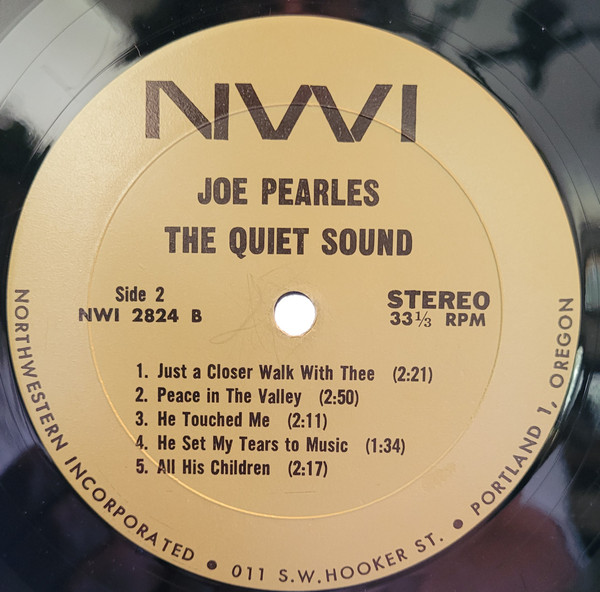 NWI
JOE PEARLES
THE QUIET SOUND
Side 2
NWI 2824 B
STEREO
33⅓ RPM
1. Just a Closer Walk With Thee (2:21)
2. Peace in The Valley (2:50)
3. He Touched Me (2:11)
4. He Set My Tears to Music (1:34)
5. All His Children (2:17)
NORTHWESTERN INCORPORATED • 011 S.W. HOOKER ST. • PORTLAND 1, OREGON